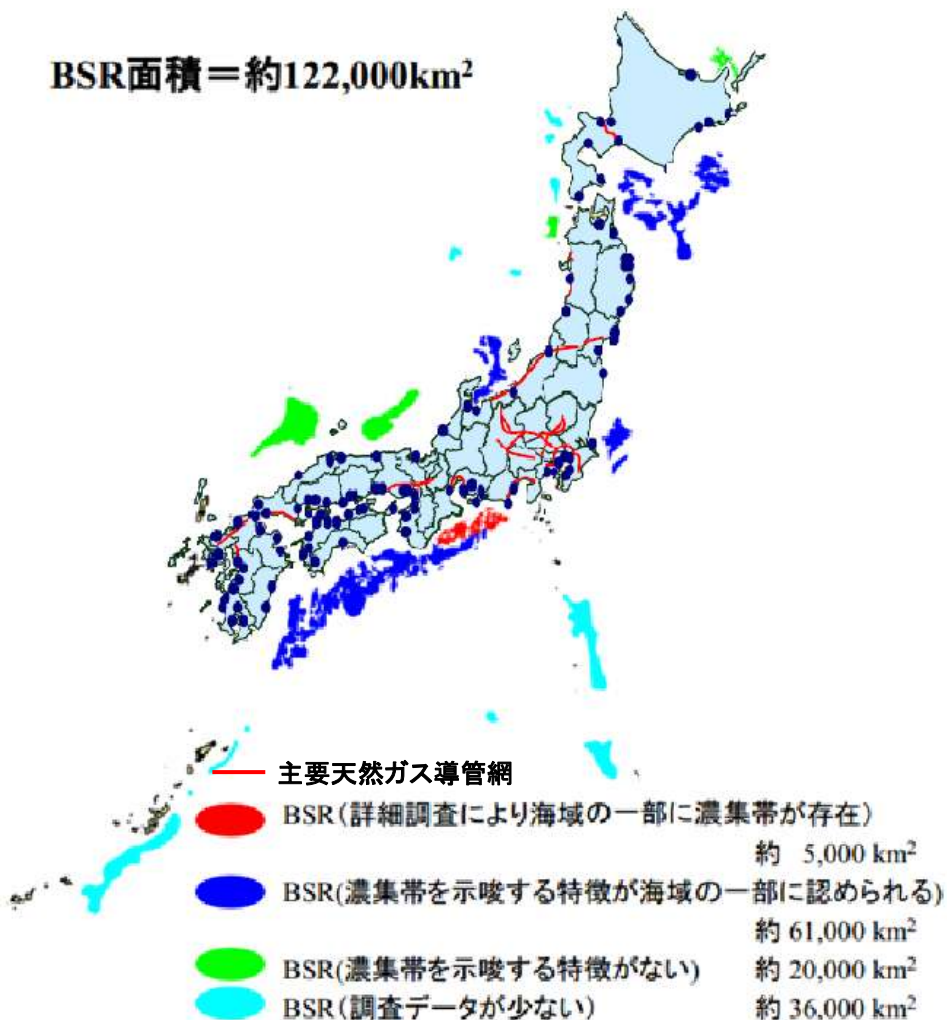 BSR面積＝約122,000km²
主要天然ガス導管網
BSR(詳細調査により海域の一部に濃集帯が存在)
約 5,000 km²
BSR(濃集帯を示唆する特徴が海域の一部に認められる)
約 61,000 km²
BSR(濃集帯を示唆する特徴がない) 約 20,000 km²
BSR(調査データが少ない) 約 36,000 km²